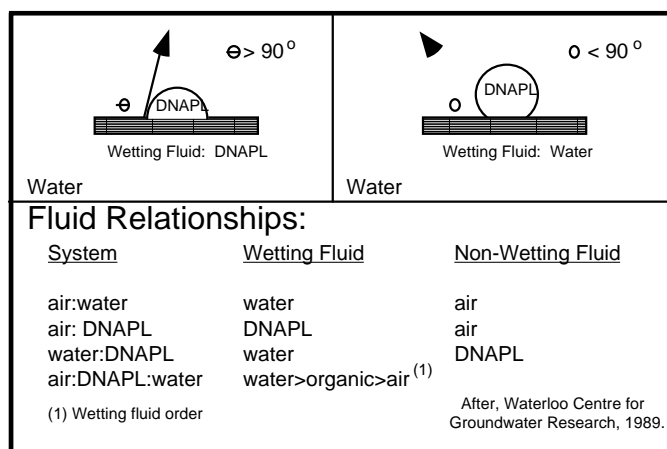 ɵ > 90 o
ɵ
DNAPL
Wetting Fluid: DNAPL
Water
o < 90 o
o
DNAPL
Wetting Fluid: Water
Water
Fluid Relationships:
System Wetting Fluid Non-Wetting Fluid
air:water water air
air: DNAPL DNAPL air
water:DNAPL water DNAPL
air:DNAPL:water water>organic>air (1)
(1) Wetting fluid order
After, Waterloo Centre for
Groundwater Research, 1989.